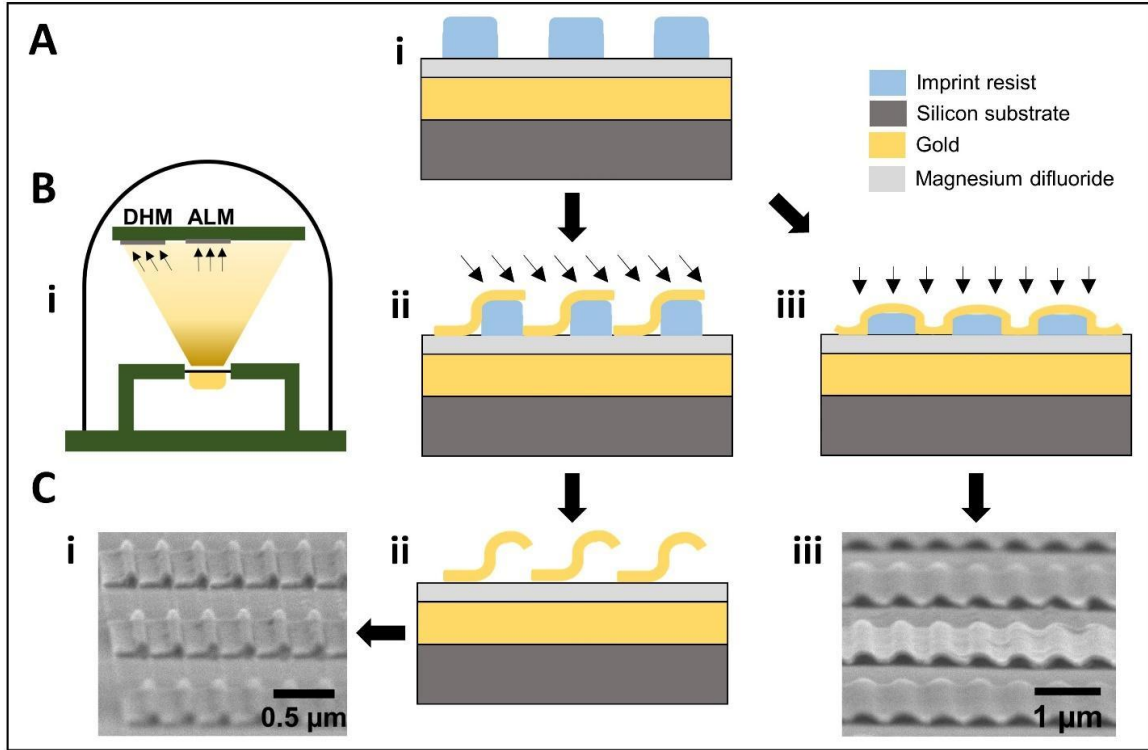 A
i
Imprint resist
Silicon substrate
Gold
Magnesium difluoride
B
DHM ALM
i
ii
iii
C
i
0.5 µm
ii
iii
1 µm